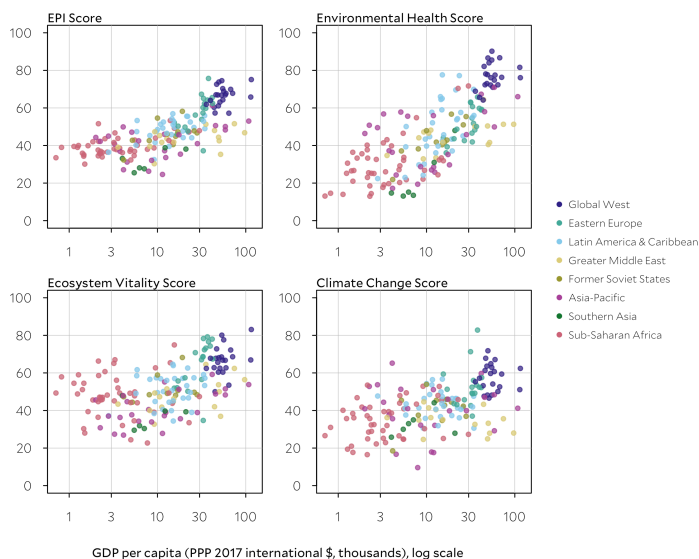 EPI Score
Environmental Health Score
100
80
60
40
20
0
100
80
60
40
20
0
1 3 10 30 100
1 3 10 30 100
Ecosystem Vitality Score
Climate Change Score
100
80
60
40
20
0
100
80
60
40
20
0
1 3 10 30 100
1 3 10 30 100
GDP per capita (PPP 2017 international $, thousands), log scale
Global West
Eastern Europe
Latin America & Caribbean
Greater Middle East
Former Soviet States
Asia-Pacific
Southern Asia
Sub-Saharan Africa